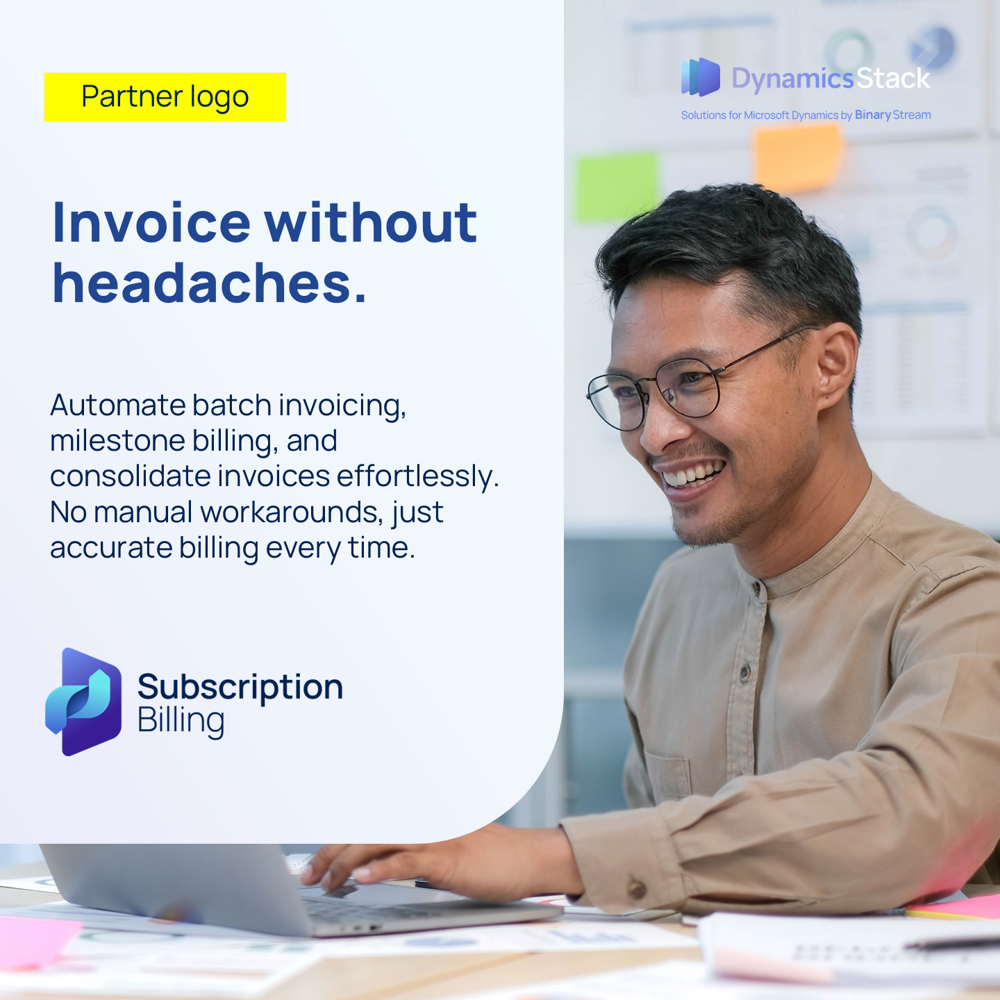 Partner logo
DynamicsStack
Solutions for Microsoft Dynamics by BinaryStream
Invoice without
headaches.
Automate batch invoicing,
milestone billing, and
consolidate invoices effortlessly.
No manual workarounds, just
accurate billing every time.
Subscription
Billing